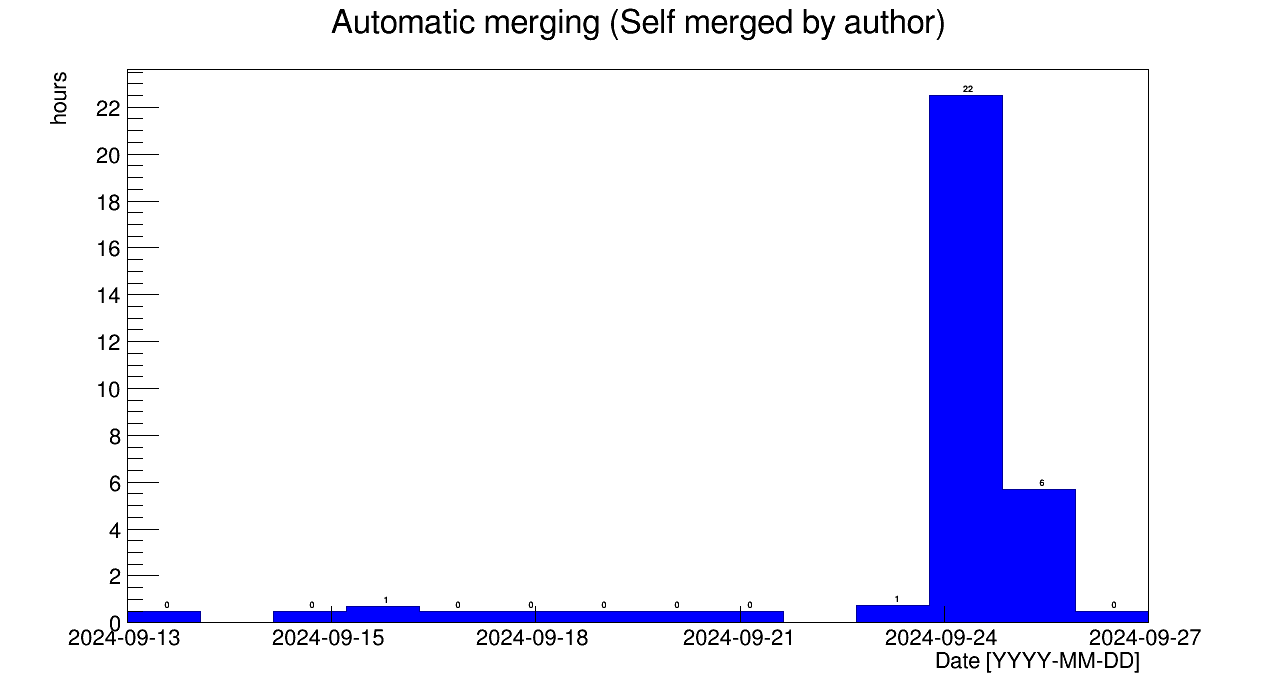 Automatic merging (Self merged by author)
hours
22
20
18
16
14
12
10
8
6
4
2
0
0 0 1 0 0 0 0 0 1 22 6 0
2024-09-13 2024-09-15 2024-09-18 2024-09-21 2024-09-24 2024-09-27
Date [YYYY-MM-DD]